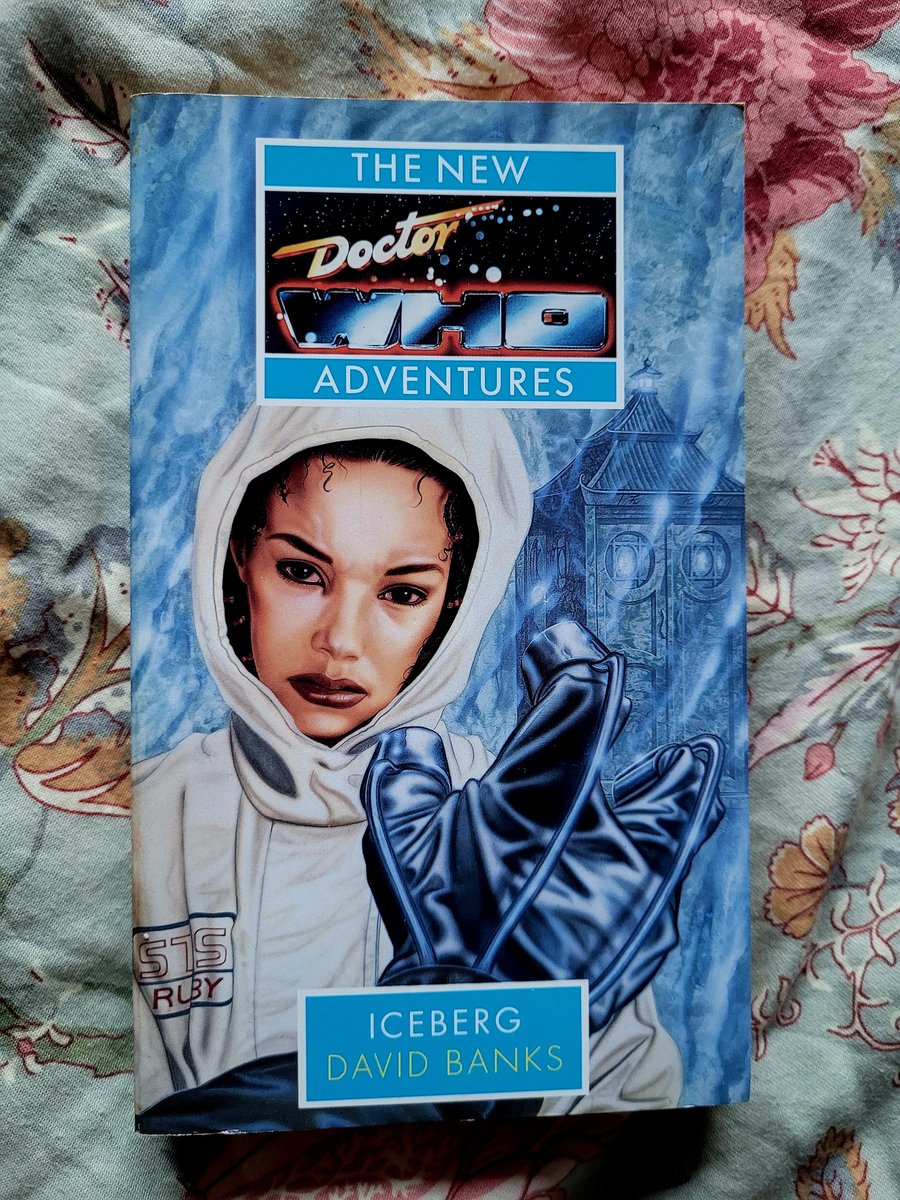 THE NEW
Doctor
WHO
ADVENTURES
STS
RUBY
ICEBERG
DAVID BANKS